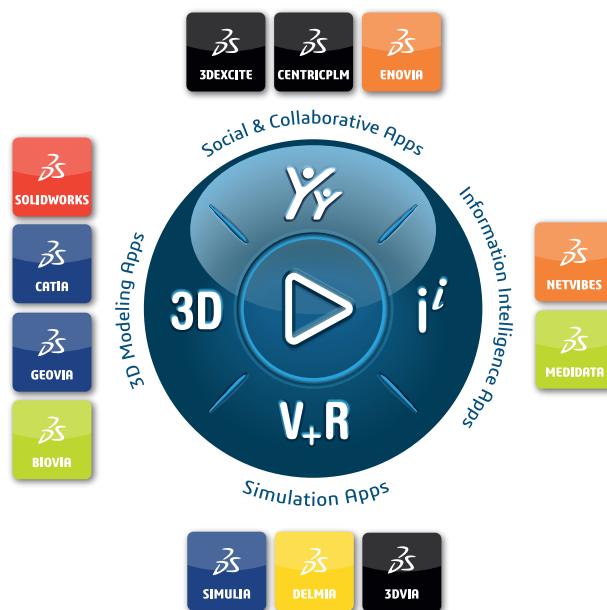 3DEXCITE
CENTRICPLM
ENOVIA
Social & Collaborative Apps
SOLIDWORKS
CATIA
GEOVIA
BIOVIA
3D Modeling Apps
3D
i i
V+R
Information Intelligence Apps
NETVIBES
MEDIDATA
Simulation Apps
SIMULIA
DELMIA
3DVIA